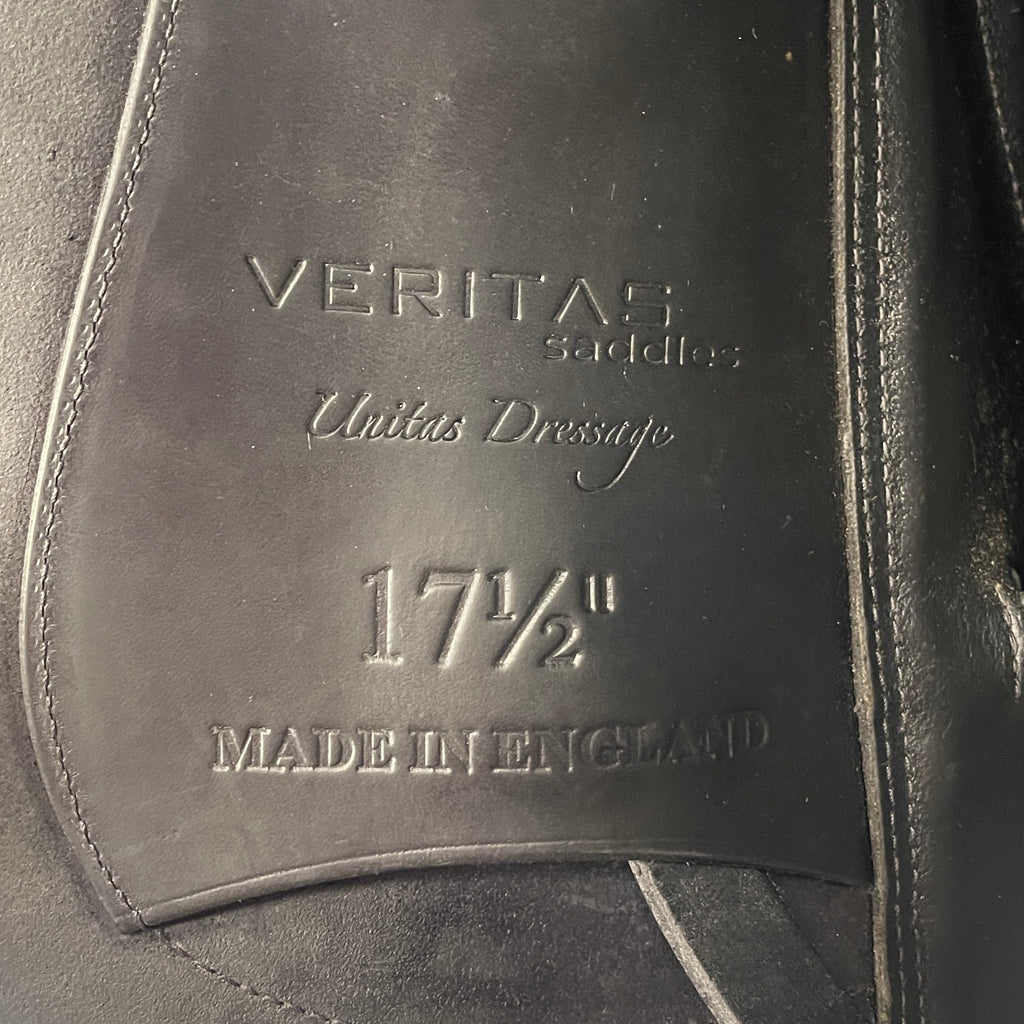 VERITAS
saddles
Unitas Dressage
17½"
MADE IN ENGLAND